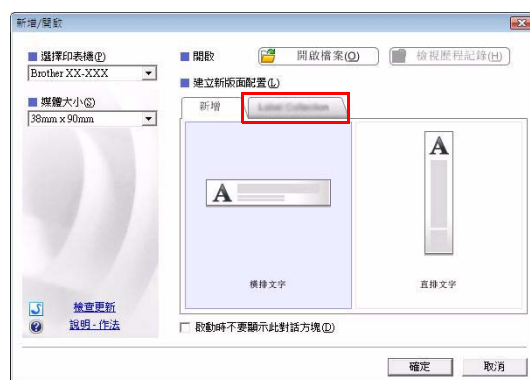 新增/開啟
選擇印表機(P)
Brother XX-XXX
媒體大小(S)
38mm x 90mm
檢查更新
說明-作法
開啟
開啟檔案(O)
檢視歷程記錄(H)
建立新版面配置(L)
新增
Label Collection
A
橫排文字
A
直排文字
啟動時不要顯示此對話方塊(D)
確定
取消